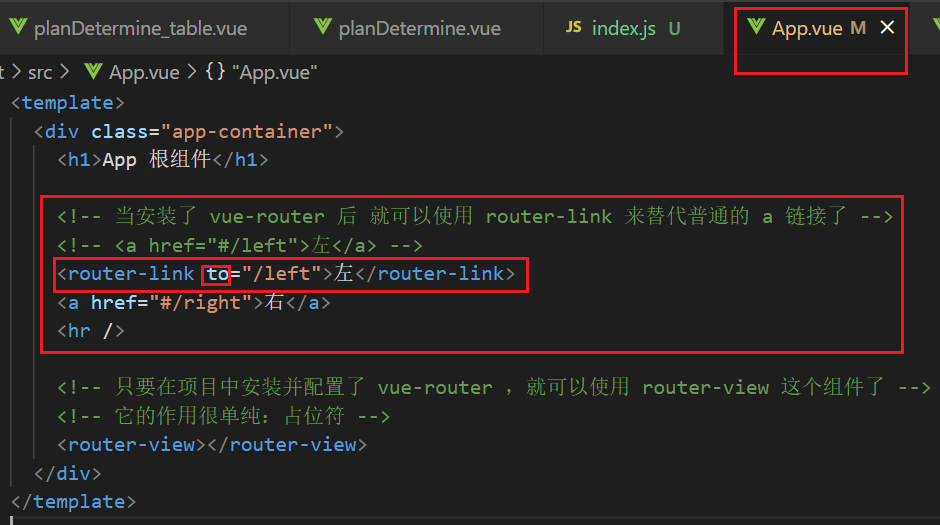 planDetermine_table.vue planDetermine.vue JS index.js U App.vue M
t > src > App.vue > {} "App.vue"
<template>
<div class="app-container">
<h1>App 根组件</h1>
<!-- 当安装了 vue-router 后 就可以使用 router-link 来替代普通的 a 链接了 -->
<!-- <a href="#/left">左</a> -->
<router-link to="/left">左</router-link>
<a href="#/right">右</a>
<hr />
<!-- 只要在项目中安装并配置了 vue-router ，就可以使用 router-view 这个组件了 -->
<!-- 它的作用很单纯：占位符 -->
<router-view></router-view>
</div>
</template>